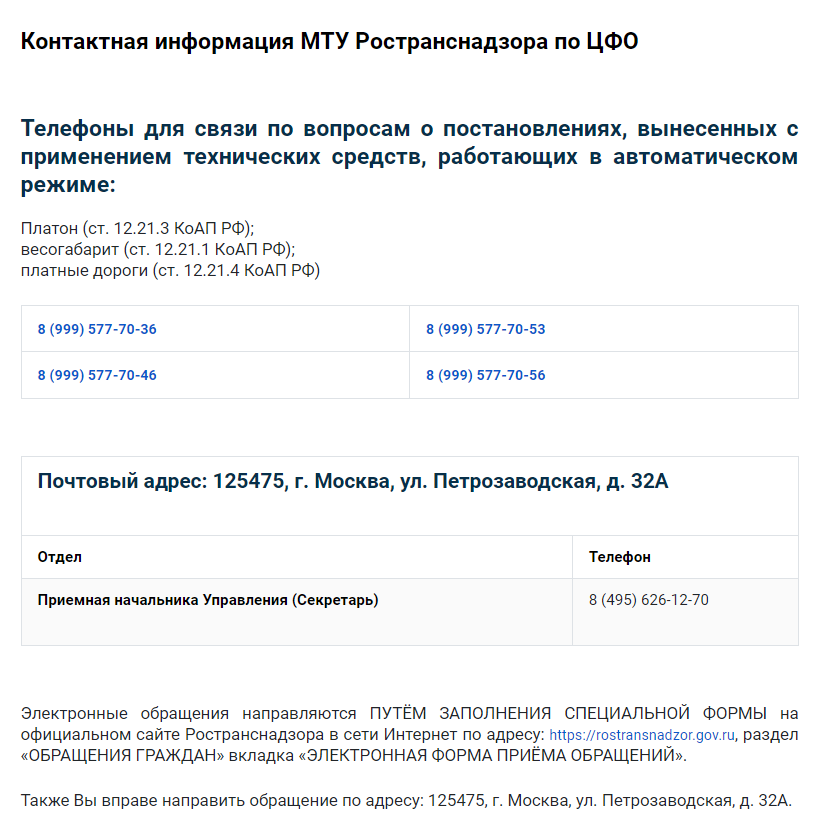 Контактная информация МТУ Ространснадзора по ЦФО
Телефоны для связи по вопросам о постановлениях, вынесенных с
применением технических средств, работающих в автоматическом
режиме:
Платон (ст. 12.21.3 КоАП РФ);
весогабарит (ст. 12.21.1 КоАП РФ);
платные дороги (ст. 12.21.4 КоАП РФ)
8 (999) 577-70-36 8 (999) 577-70-53
8 (999) 577-70-46 8 (999) 577-70-56
Почтовый адрес: 125475, г. Москва, ул. Петрозаводская, д. 32А
Отдел Телефон
Приемная начальника Управления (Секретарь) 8 (495) 626-12-70
Электронные обращения направляются ПУТЁМ ЗАПОЛНЕНИЯ СПЕЦИАЛЬНОЙ ФОРМЫ на
официальном сайте Ространснадзора в сети Интернет по адресу: https://rostransnadzor.gov.ru, раздел
«ОБРАЩЕНИЯ ГРАЖДАН» вкладка «ЭЛЕКТРОННАЯ ФОРМА ПРИЁМА ОБРАЩЕНИЙ».
Также Вы вправе направить обращение по адресу: 125475, г. Москва, ул. Петрозаводская, д. 32А.